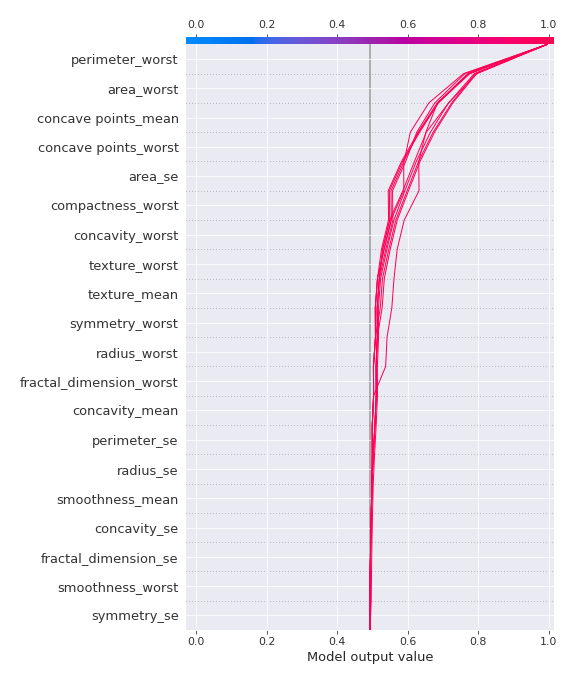 0.0 0.2 0.4 0.6 0.8 1.0
perimeter_worst
area_worst
concave points_mean
concave points_worst
area_se
compactness_worst
concavity_worst
texture_worst
texture_mean
symmetry_worst
radius_worst
fractal_dimension_worst
concavity_mean
perimeter_se
radius_se
smoothness_mean
concavity_se
fractal_dimension_se
smoothness_worst
symmetry_se
0.0 0.2 0.4 0.6 0.8 1.0
Model output value